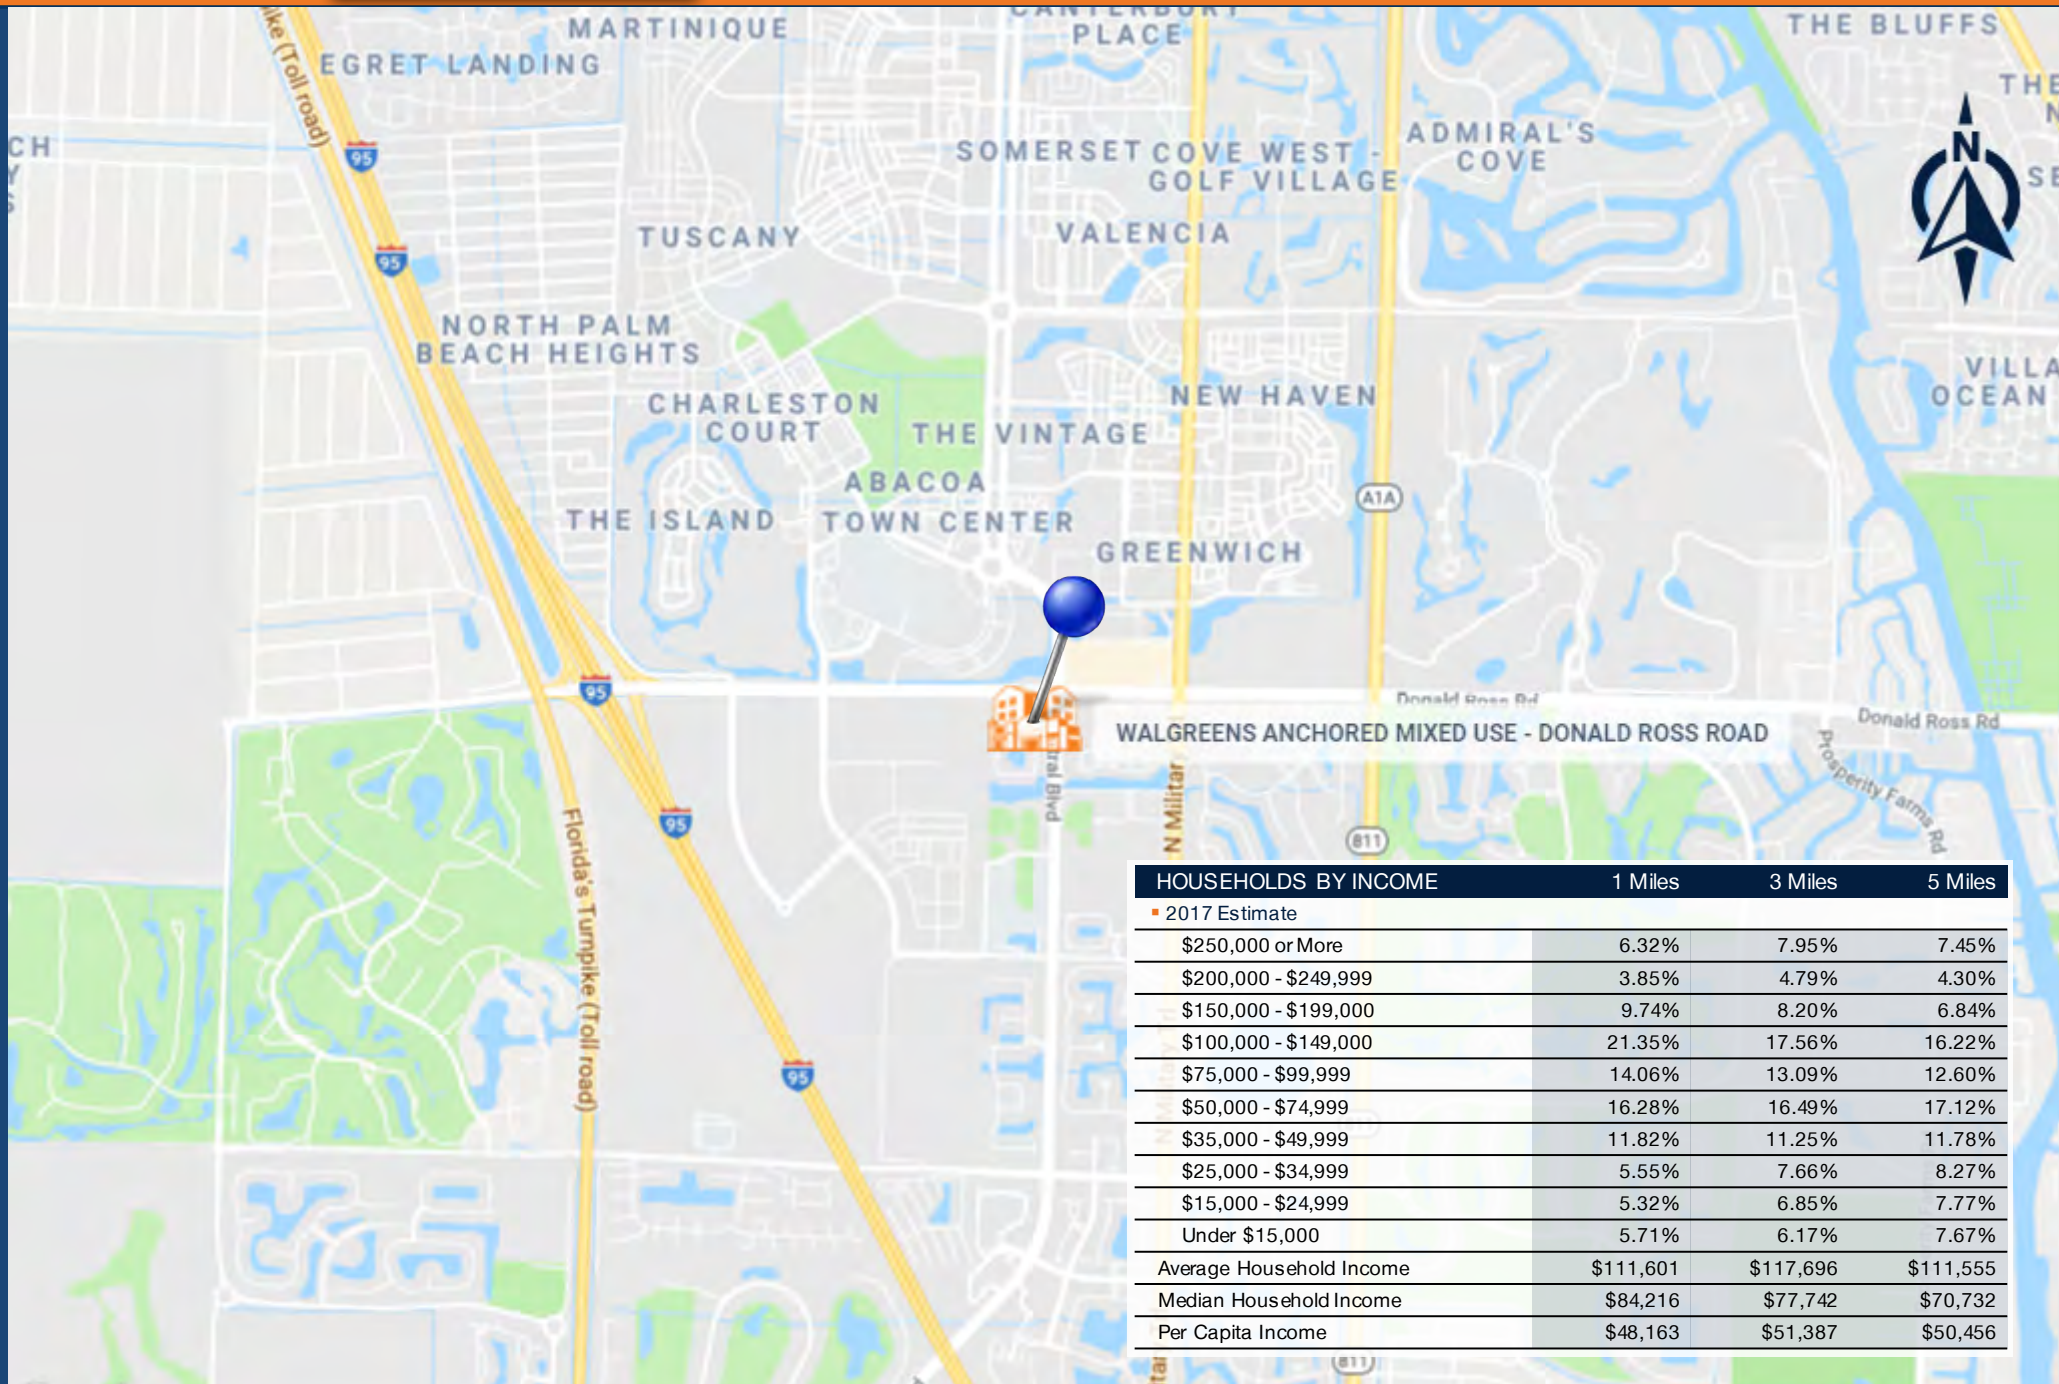 MARTINIQUE
CANTERBURY
PLACE
THE BLUFFS
EGRET LANDING
THE
N
CH
Y
S
95
SOMERSET
COVE WEST -
GOLF VILLAGE
ADMIRAL'S
COVE
N
SE
TUSCANY
VALENCIA
95
NORTH PALM
BEACH HEIGHTS
VILLA
OCEAN
CHARLESTON
COURT
NEW HAVEN
THE VINTAGE
ABACOA
TOWN CENTER
A1A
THE ISLAND
GREENWICH
95
Donald Ross Rd
Donald Ross Rd
WALGREENS ANCHORED MIXED USE - DONALD ROSS ROAD
Prosperity Farms Rd
tral Blvd
N Militar
95
811
Florida's Turnpike (Toll road)
ike (Toll road)
95
HOUSEHOLDS BY INCOME 1 Miles 3 Miles 5 Miles
▪ 2017 Estimate
$250,000 or More 6.32% 7.95% 7.45%
$200,000 - $249,999 3.85% 4.79% 4.30%
$150,000 - $199,000 9.74% 8.20% 6.84%
$100,000 - $149,000 21.35% 17.56% 16.22%
$75,000 - $99,999 14.06% 13.09% 12.60%
$50,000 - $74,999 16.28% 16.49% 17.12%
$35,000 - $49,999 11.82% 11.25% 11.78%
$25,000 - $34,999 5.55% 7.66% 8.27%
$15,000 - $24,999 5.32% 6.85% 7.77%
Under $15,000 5.71% 6.17% 7.67%
Average Household Income $111,601 $117,696 $111,555
Median Household Income $84,216 $77,742 $70,732
Per Capita Income $48,163 $51,387 $50,456
811